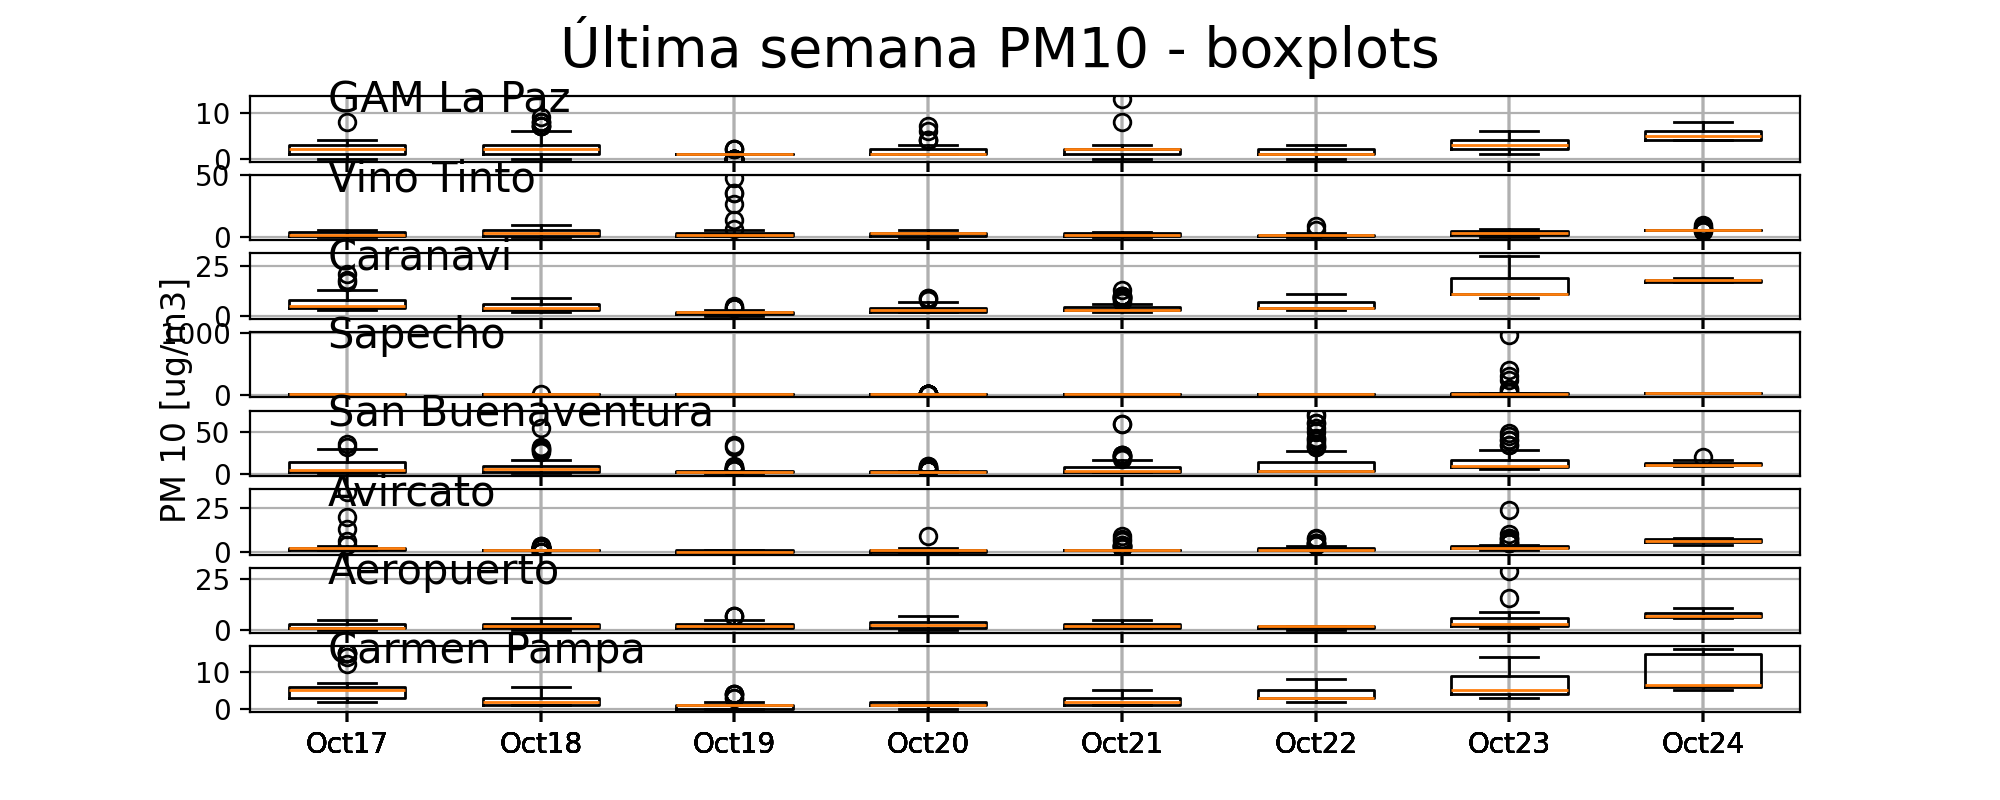 Última semana PM10 - boxplots
GAM La Paz
10
0
Vino Tinto
50
0
Caranavi
25
0
Sapecho
1000
0
San Buenaventura
50
0
Avircato
25
0
Aeropuerto
25
0
Carmen Pampa
10
0
PM 10 [ug/m3]
Oct17 Oct18 Oct19 Oct20 Oct21 Oct22 Oct23 Oct24